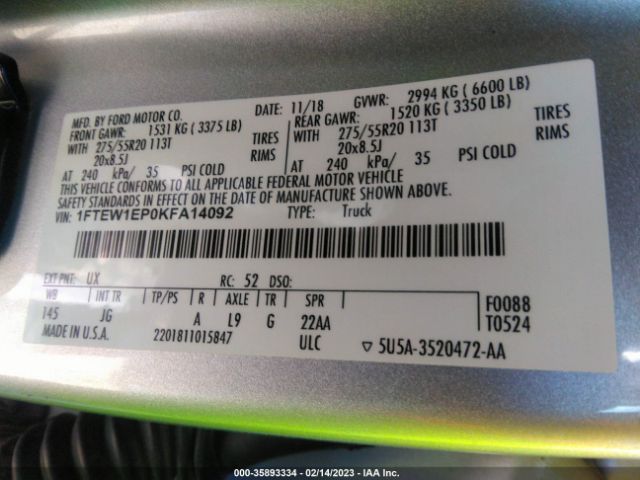 MFD. BY FORD MOTOR CO. DATE: 11/18 GVWR: 2994 KG ( 6600 LB)
FRONT GAWR: 1531 KG ( 3375 LB) REAR GAWR: 1520 KG ( 3350 LB)
WITH 275/55R20 113T TIRES WITH 275/55R20 113T TIRES
20x8.5J RIMS 20x8.5J RIMS
AT 240 kPa/ 35 PSI COLD AT 240 kPa/ 35 PSI COLD
THIS VEHICLE CONFORMS TO ALL APPLICABLE FEDERAL MOTOR VEHICLE
SAFETY STANDARDS IN EFFECT ON THE DATE OF MANUFACTURE SHOWN ABOVE.
VIN: 1FTEW1EP0KFA14092 TYPE: Truck
EXT PNT: UX RC: 52 DSO:
WB INT TR TP/PS R AXLE TR SPR F0088
145 JG A L9 G 22AA T0524
MADE IN U.S.A. 2201811015847 ULC ▽ 5U5A-3520472-AA
000-35893334 - 02/14/2023 - IAA Inc.